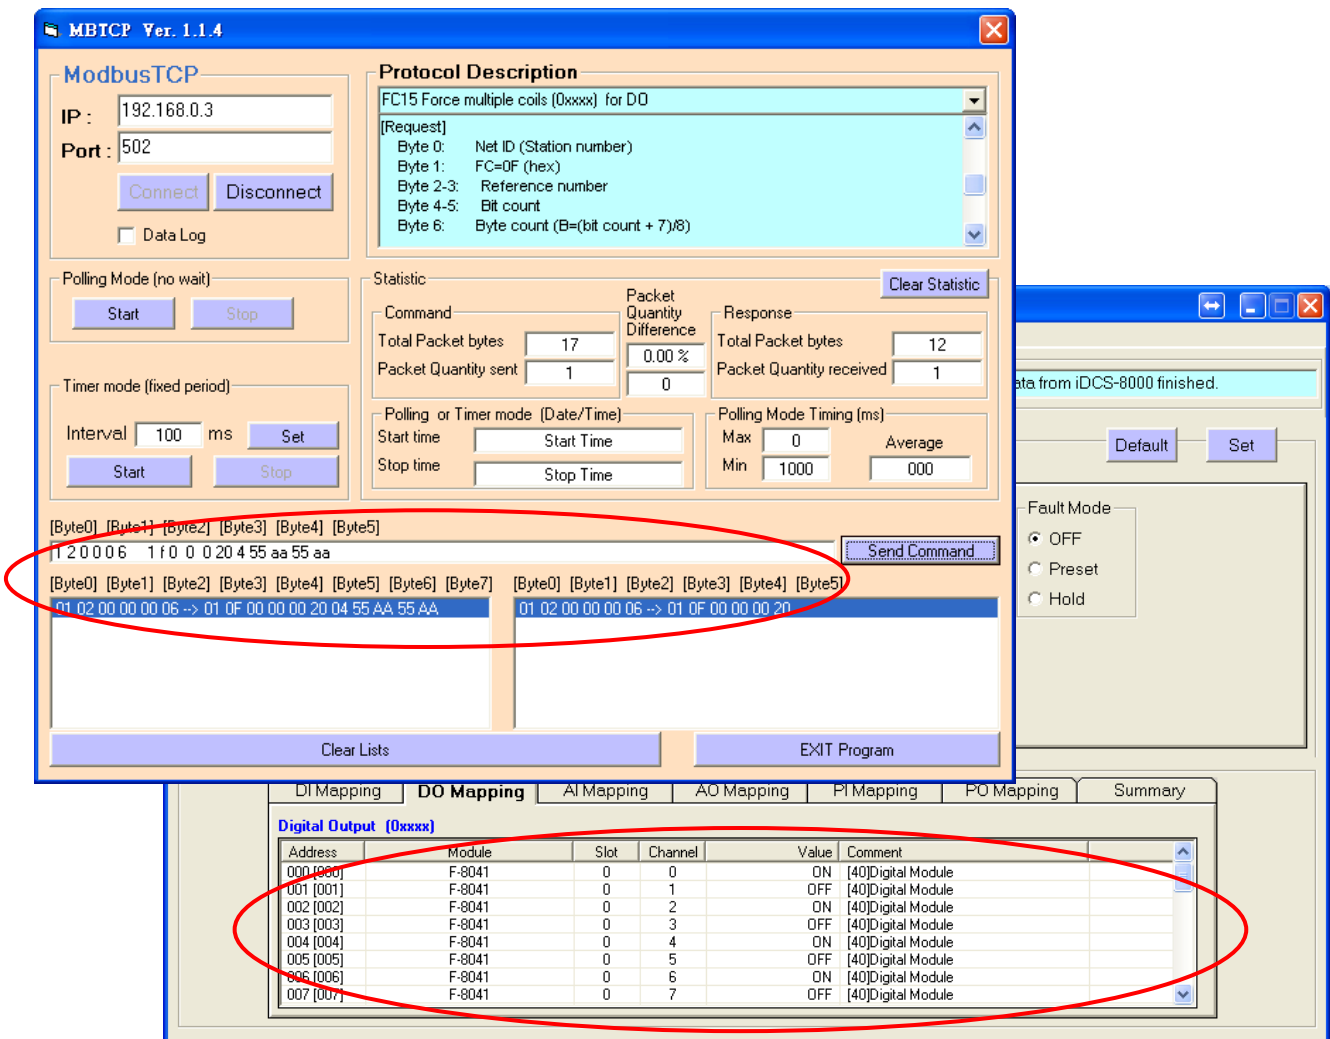 MBTCP Ver. 1.1.4
ModbusTCP
IP : 192.168.0.3
Port : 502
Connect Disconnect
Data Log
Protocol Description
FC15 Force multiple coils (0xxxx) for DO
[Request]
Byte 0: Net ID (Station number)
Byte 1: FC=0F (hex)
Byte 2-3: Reference number
Byte 4-5: Bit count
Byte 6: Byte count (B=(bit count + 7)/8)
Polling Mode (no wait)
Start Stop
Timer mode (fixed period)
Interval 100 ms Set
Start Stop
Statistic Clear Statistic
Command
Total Packet bytes 17
Packet Quantity sent 1
Packet
Quantity
Difference
0.00 %
0
Response
Total Packet bytes 12
Packet Quantity received 1
Polling or Timer mode (Date/Time)
Start time Start Time
Stop time Stop Time
Polling Mode Timing (ms)
Max 0 Average
Min 1000 000
[Byte0] [Byte1] [Byte2] [Byte3] [Byte4] [Byte5]
1 2 0 0 0 6 1 f 0 0 0 20 4 55 aa 55 aa Send Command
[Byte0] [Byte1] [Byte2] [Byte3] [Byte4] [Byte5] [Byte6] [Byte7] [Byte0] [Byte1] [Byte2] [Byte3] [Byte4] [Byte5]
01 02 00 00 00 06 --> 01 0F 00 00 00 20 04 55 AA 55 AA 01 02 00 00 00 06 --> 01 0F 00 00 00 20
Clear Lists EXIT Program
from iDCS-8000 finished.
Default Set
Fault Mode
OFF
Preset
Hold
DI Mapping DO Mapping AI Mapping AO Mapping PI Mapping PO Mapping Summary
Digital Output (0xxxx)
Address Module Slot Channel Value Comment
000 [000] F-8041 0 0 ON [40]Digital Module
001 [001] F-8041 0 1 OFF [40]Digital Module
002 [002] F-8041 0 2 ON [40]Digital Module
003 [003] F-8041 0 3 OFF [40]Digital Module
004 [004] F-8041 0 4 ON [40]Digital Module
005 [005] F-8041 0 5 OFF [40]Digital Module
006 [006] F-8041 0 6 ON [40]Digital Module
007 [007] F-8041 0 7 OFF [40]Digital Module